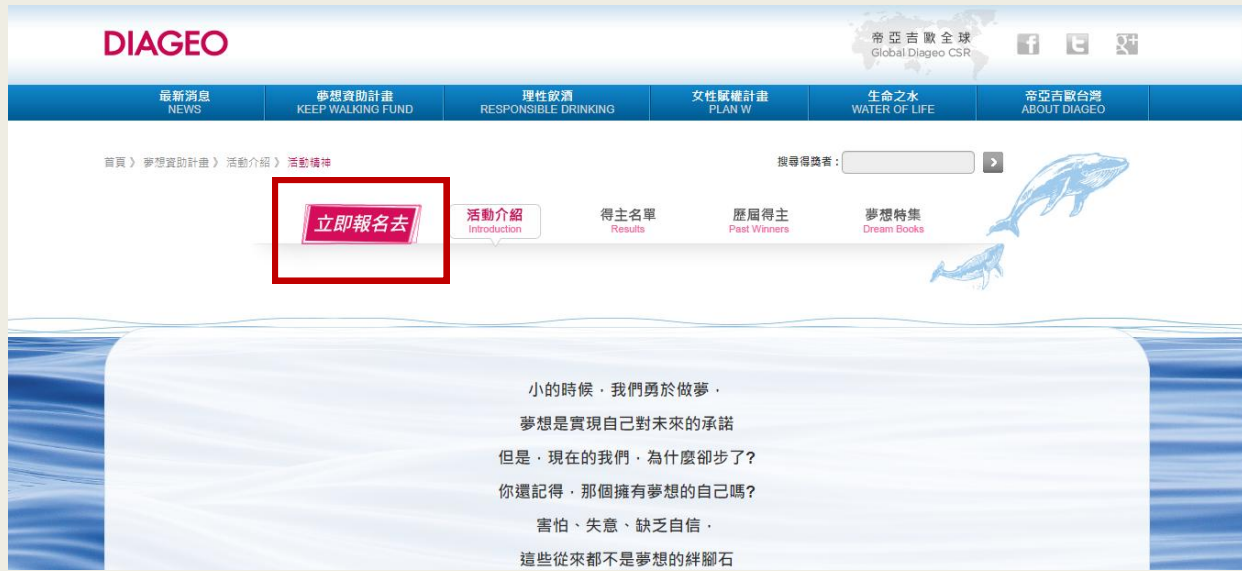 DIAGEO
帝亞吉歐全球
Global Diageo CSR
f t g+
最新消息 夢想資助計畫 理性飲酒 女性賦權計畫 生命之水 帝亞吉歐台灣
NEWS KEEP WALKING FUND RESPONSIBLE DRINKING PLAN W WATER OF LIFE ABOUT DIAGEO
首頁 》 夢想資助計畫 》 活動介紹 》 活動精神
搜尋得獎者：
立即報名去
活動介紹 得主名單 歷屆得主 夢想特集
Introduction Results Past Winners Dream Books
小的時候，我們勇於做夢，
夢想是實現自己對未來的承諾
但是，現在的我們，為什麼卻步了?
你還記得，那個擁有夢想的自己嗎?
害怕、失意、缺乏自信，
這些從來都不是夢想的絆腳石